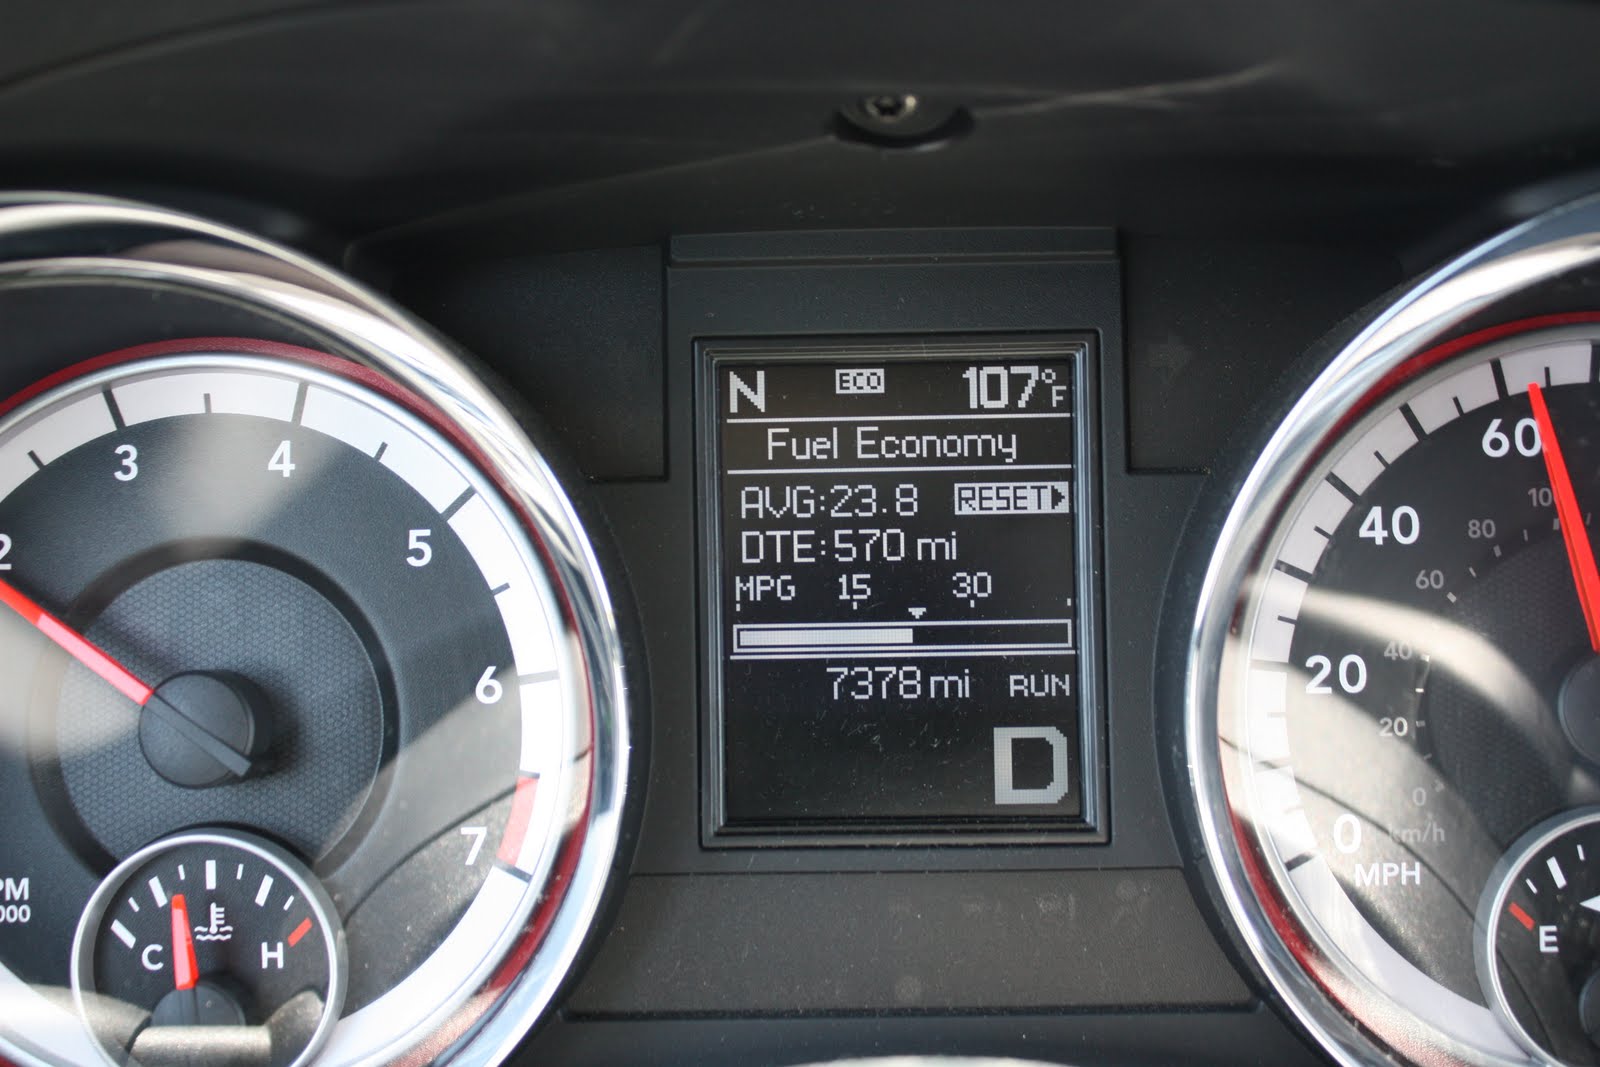 N ECO 107°F
Fuel Economy
AVG:23.8 RESET
DTE:570 mi
MPG 15 30
7378 mi RUN
D
2
3
4
5
6
7
C H
60
40
20
0
MPH
80
60
40
20
0
km/h
E